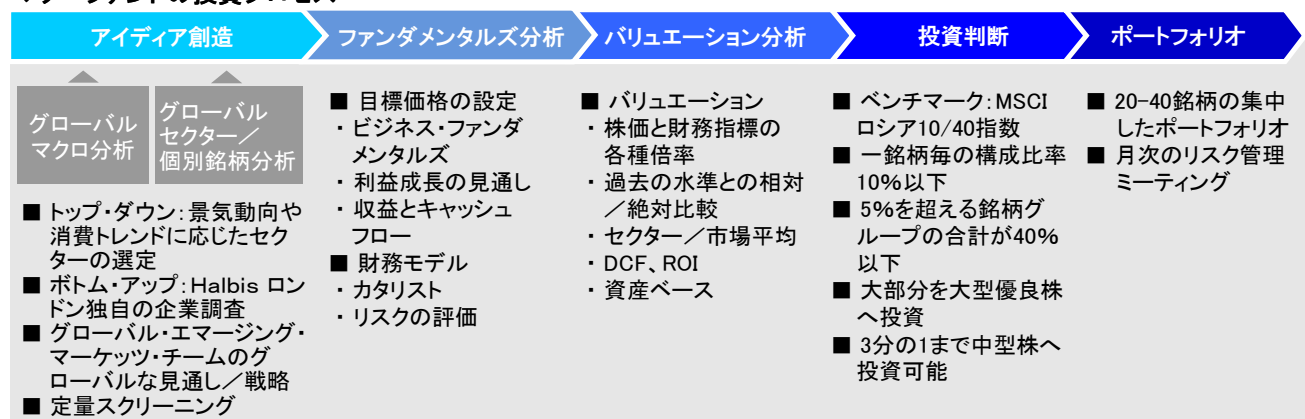 アイディア創造
ファンダメンタルズ分析
バリュエーション分析
投資判断
ポートフォリオ
グローバル
マクロ分析
グローバル
セクター／
個別銘柄分析
■ トップ・ダウン：景気動向や
消費トレンドに応じたセク
ターの選定
■ ボトム・アップ：Halbis ロン
ドン独自の企業調査
■ グローバル・エマージング・
マーケッツ・チームのグ
ローバルな見通し／戦略
■ 定量スクリーニング
■ 目標価格の設定
・ビジネス・ファンダ
メンタルズ
・利益成長の見通し
・収益とキャッシュ
フロー
■ 財務モデル
・カタリスト
・リスクの評価
■ バリュエーション
・株価と財務指標の
各種倍率
・過去の水準との相対
／絶対比較
・セクター／市場平均
・DCF、ROI
・資産ベース
■ ベンチマーク：MSCI
ロシア10/40指数
■ 一銘柄毎の構成比率
10%以下
■ 5%を超える銘柄グ
ループの合計が40%
以下
■ 大部分を大型優良株
へ投資
■ 3分の1まで中型株へ
投資可能
■ 20-40銘柄の集中
したポートフォリオ
■ 月次のリスク管理
ミーティング